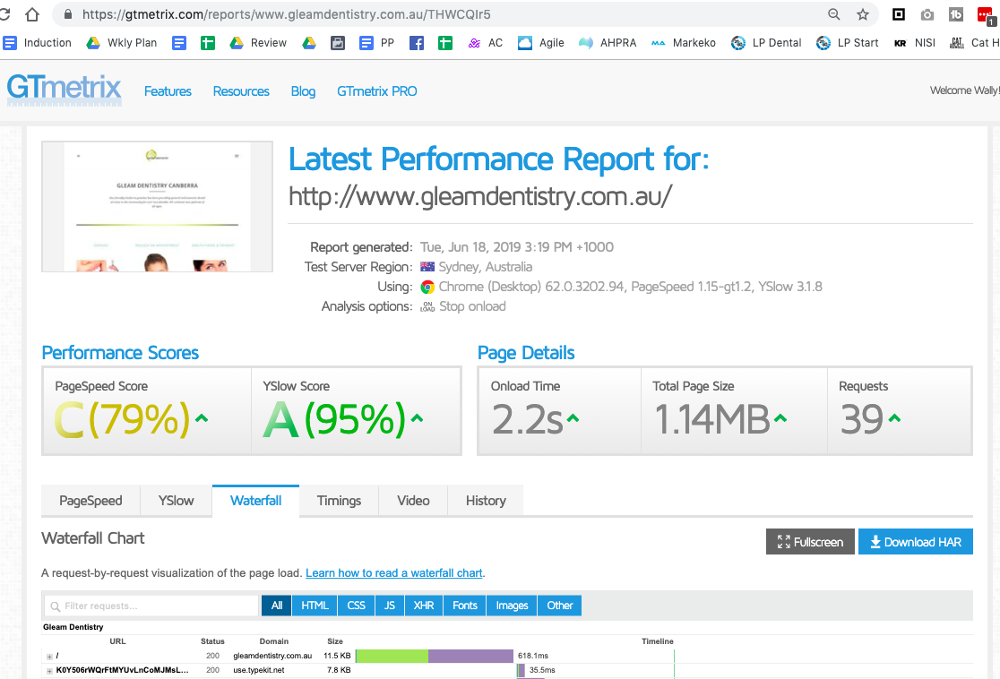 https://gtmetrix.com/reports/www.gleamdentistry.com.au/THWCQIr5
1
Induction Wkly Plan Review PP AC Agile AHPRA Markeko LP Dental LP Start KR NISI Cat H
GTmetrix Features Resources Blog GTmetrix PRO Welcome Wally!
GLEAM DENTISTRY CANBERRA
Latest Performance Report for:
http://www.gleamdentistry.com.au/
Report generated: Tue, Jun 18, 2019 3:19 PM +1000
Test Server Region: Sydney, Australia
Using: Chrome (Desktop) 62.0.3202.94, PageSpeed 1.15-gt1.2, YSlow 3.1.8
Analysis options: ON LOAD Stop onload
Performance Scores Page Details
PageSpeed Score YSlow Score Onload Time Total Page Size Requests
C (79%) A (95%) 2.2s 1.14MB 39
PageSpeed YSlow Waterfall Timings Video History
Waterfall Chart Fullscreen Download HAR
A request-by-request visualization of the page load. Learn how to read a waterfall chart.
Filter requests... All HTML CSS JS XHR Fonts Images Other
Gleam Dentistry
URL Status Domain Size Timeline
/ 200 gleamdentistry.com.au 11.5 KB 618.1ms
K0Y506rWQrFtMYUvLnCoMJMsL... 200 use.typekit.net 7.8 KB 35.5ms